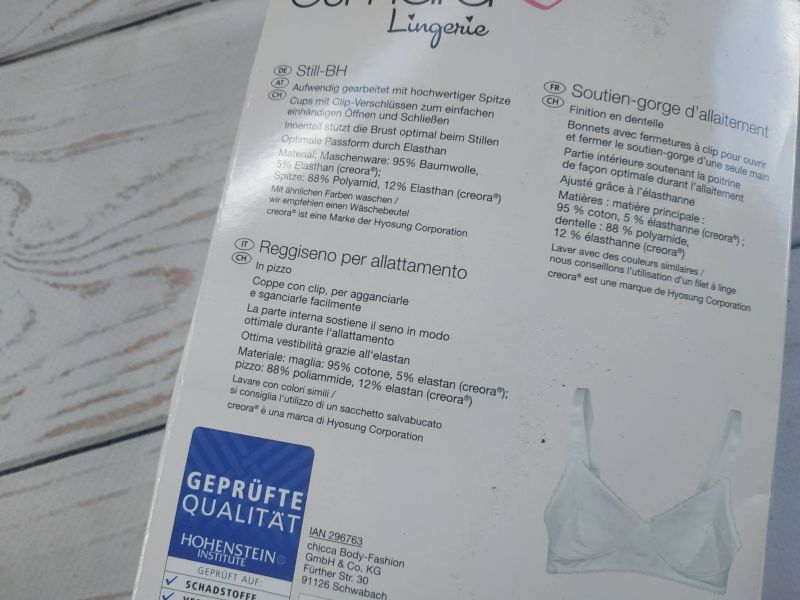 Lingerie
DE
AT
CH
Still-BH
Aufwendig gearbeitet mit hochwertiger Spitze
Cups mit Clip-Verschlüssen zum einfachen
einhändigen Öffnen und Schließen
Innenteil stützt die Brust optimal beim Stillen
Optimale Passform durch Elasthan
Material: Maschenware: 95% Baumwolle,
5% Elasthan (creora®);
Spitze: 88% Polyamid, 12% Elasthan (creora®)
Mit ähnlichen Farben waschen /
wir empfehlen einen Wäschebeutel
creora® ist eine Marke der Hyosung Corporation
FR
CH
Soutien-gorge d'allaitement
Finition en dentelle
Bonnets avec fermetures à clip pour ouvrir
et fermer le soutien-gorge d'une seule main
Partie intérieure soutenant la poitrine
de façon optimale durant l'allaitement
Ajusté grâce à l'élasthanne
Matières : matière principale :
95 % coton, 5 % élasthanne (creora®) ;
dentelle : 88 % polyamide,
12 % élasthanne (creora®)
Laver avec des couleurs similaires /
nous conseillons l'utilisation d'un filet à linge
creora® est une marque de Hyosung Corporation
IT
CH
Reggiseno per allattamento
In pizzo
Coppe con clip, per agganciarle
e sganciarle facilmente
La parte interna sostiene il seno in modo
ottimale durante l'allattamento
Ottima vestibilità grazie all'elastan
Materiale: maglia: 95% cotone, 5% elastan (creora®);
pizzo: 88% poliammide, 12% elastan (creora®)
Lavare con colori simili /
si consiglia l'utilizzo di un sacchetto salvabucato
creora® è una marca di Hyosung Corporation
GEPRÜFTE
QUALITÄT
HOHENSTEIN
INSTITUTE
GEPRÜFT AUF:
SCHADSTOFFE
IAN 296763
chicca Body-Fashion
GmbH & Co. KG
Further Str. 30
91126 Schwabach